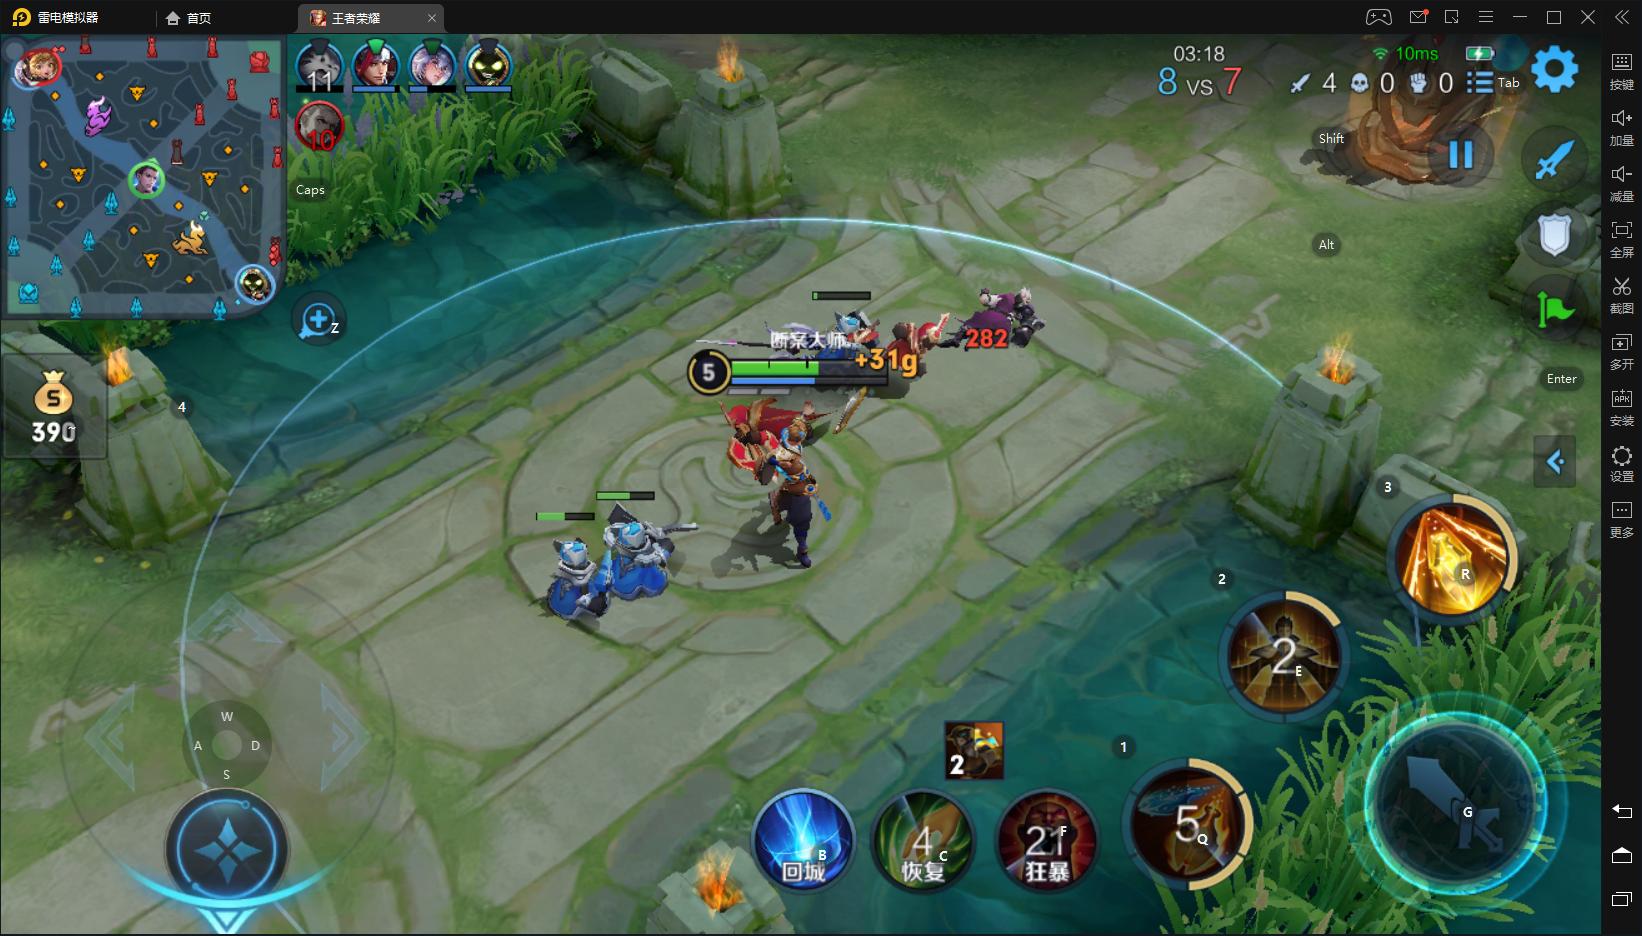 雷电模拟器
首页
王者荣耀
11
10
Caps
03:18
8 vs 7
10ms
4
0
0
Tab
Shift
Alt
Enter
Z
S
390
4
断案大师
5
+31g
282
3
R
2
2
E
1
5
Q
G
W
A
D
S
2
B
回城
4
C
恢复
21
F
狂暴
按键
加量
减量
全屏
截图
多开
APK
安装
设置
更多